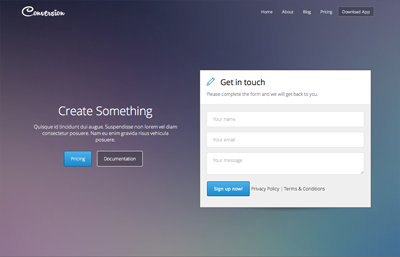 Conversion
Home About Blog Pricing Download App
Get in touch
Please complete the form and we will get back to you.
Create Something
Quisque id tincidunt dui augue. Suspendisse non lorem vel diam
consectetur posuere. Nam eu enim gravida risus vehicula
posuere.
Pricing Documentation
Your name
Your email
Your message
Sign up now! Privacy Policy | Terms & Conditions